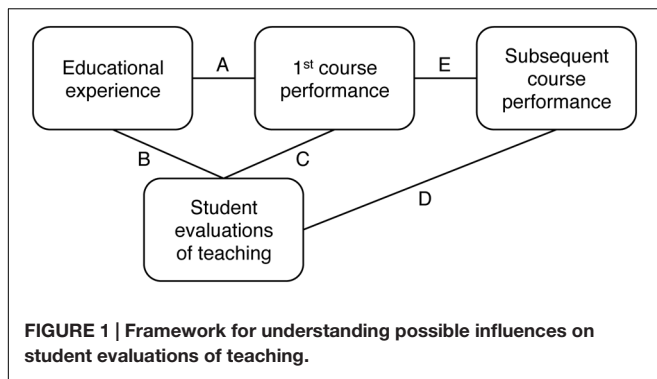 Educational
experience
A
1st course
performance
E
Subsequent
course
performance
B
C
D
Student
evaluations
of teaching
FIGURE 1 | Framework for understanding possible influences on
student evaluations of teaching.